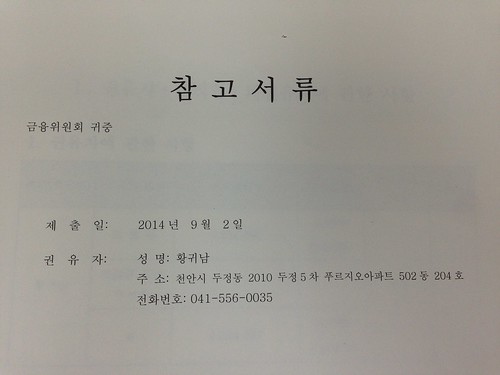 참 고 서 류
금융위원회 귀중
제 출 일: 2014 년 9 월 2 일
권 유 자: 성 명: 황귀남
주 소: 천안시 두정동 2010 두정 5 차 푸르지오아파트 502 동 204 호
전화번호: 041-556-0035